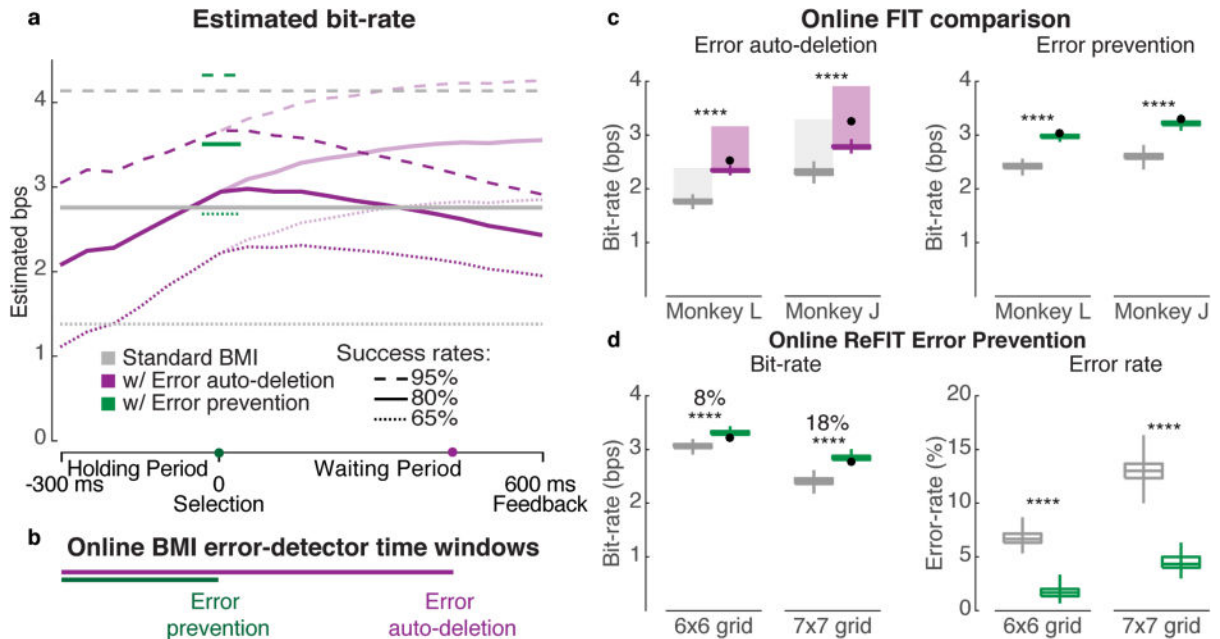 a
Estimated bit-rate
Estimated bps
4
3
2
1
0
Standard BMI
w/ Error auto-deletion
w/ Error prevention
Success rates:
95%
80%
65%
Holding Period
Waiting Period
-300 ms
0
600 ms
Selection
Feedback
b
Online BMI error-detector time windows
Error
prevention
Error
auto-deletion
c
Online FIT comparison
Error auto-deletion
Bit-rate (bps)
4
3
2
1
****
****
Monkey L
Monkey J
Error prevention
Bit-rate (bps)
4
3
2
1
****
****
Monkey L
Monkey J
d
Online ReFIT Error Prevention
Bit-rate
Bit-rate (bps)
4
3
2
1
8%
****
18%
****
6x6 grid
7x7 grid
Error rate
Error-rate (%)
15
10
5
0
****
****
6x6 grid
7x7 grid